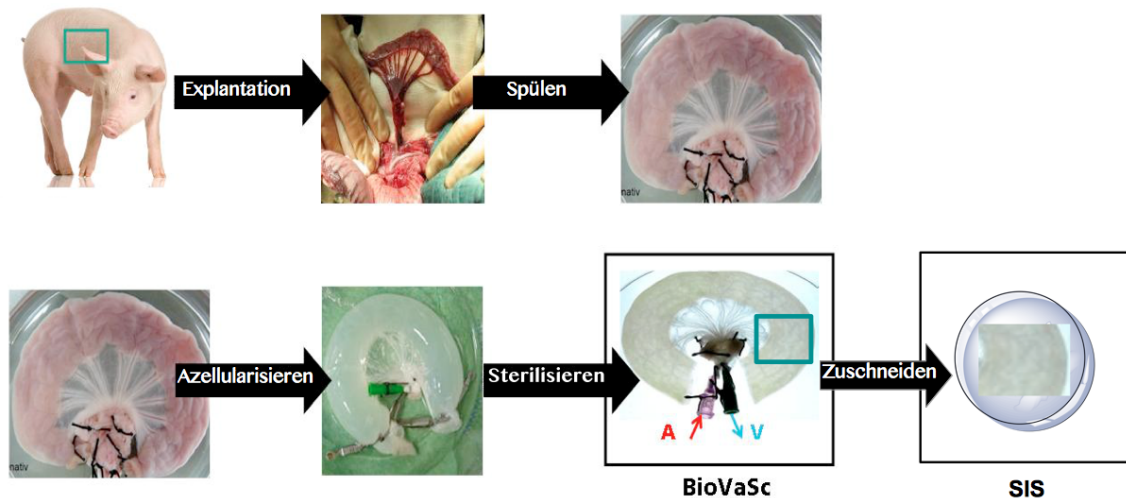 Explantation
Spülen
nativ
nativ
Azellularisieren
Sterilisieren
Zuschneiden
A
V
BioVaSc
SIS